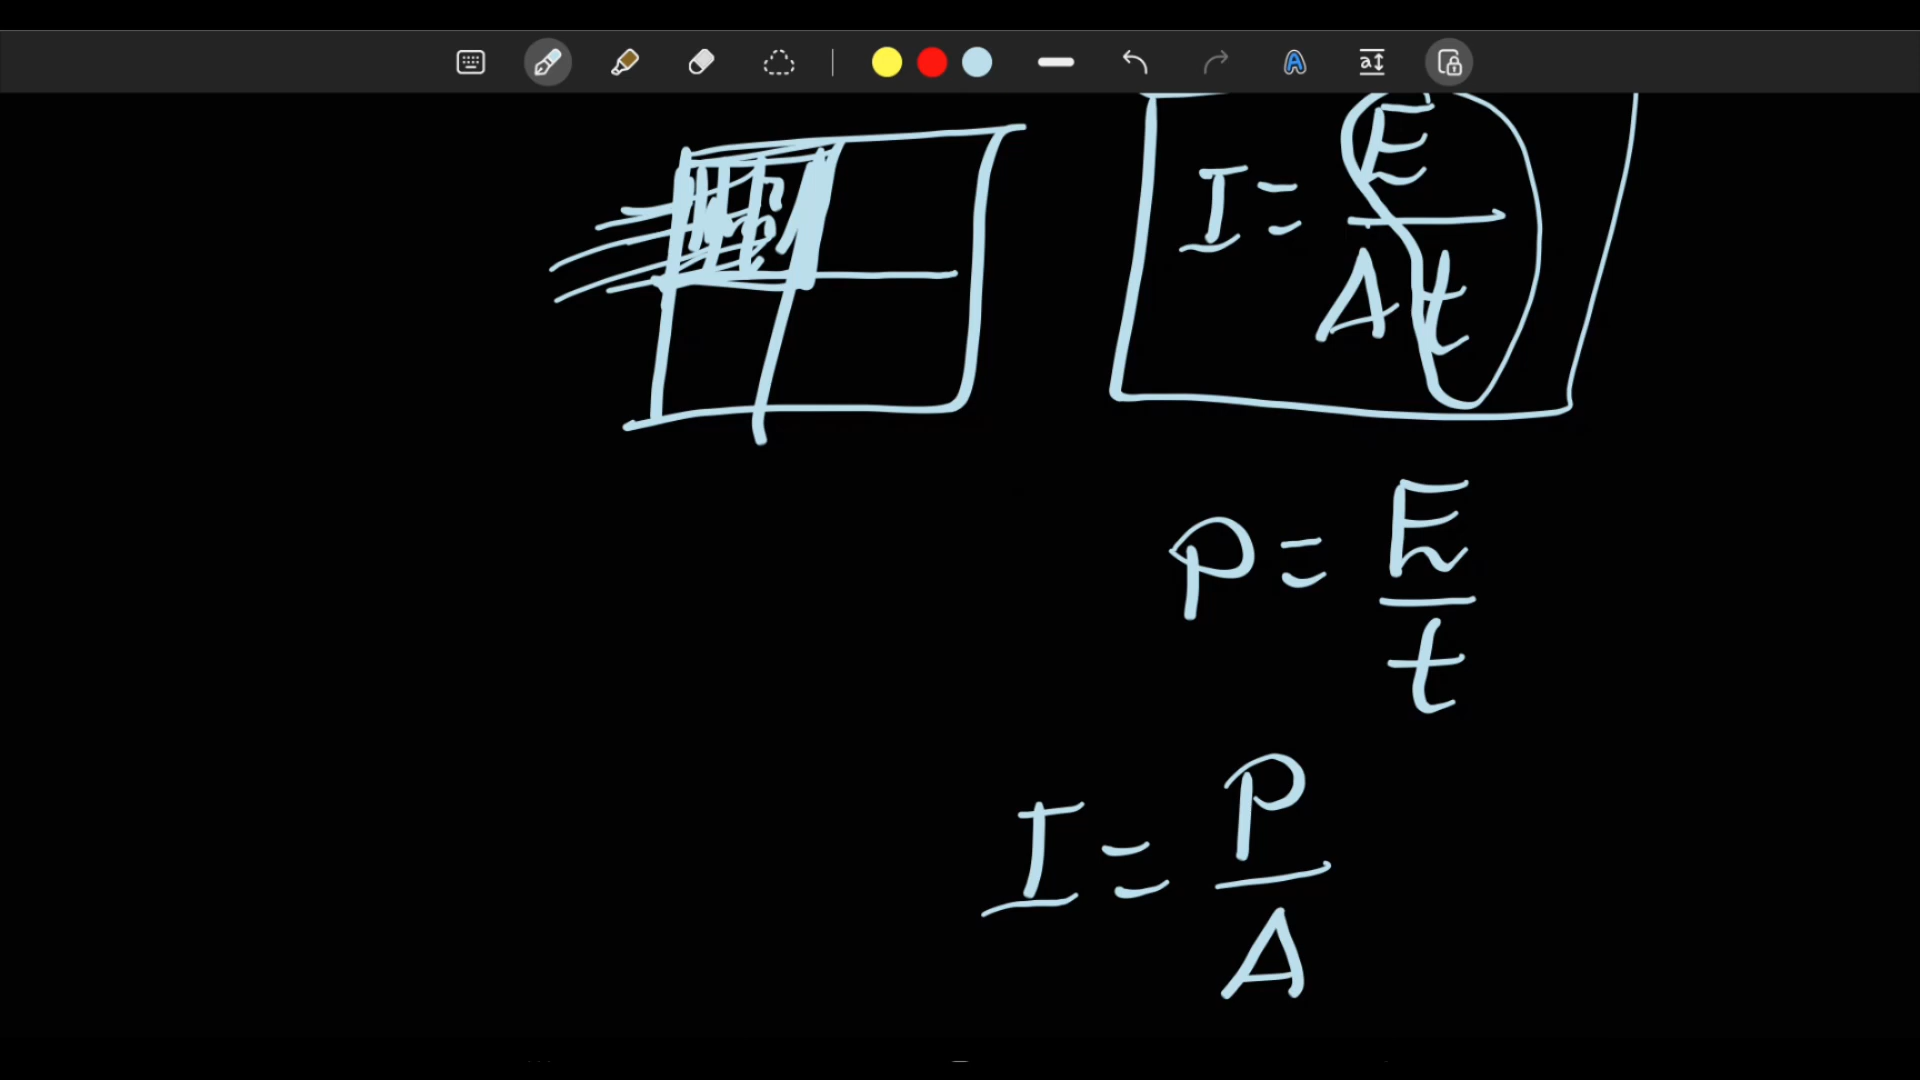 I = E / At
P = E / t
I = P / A